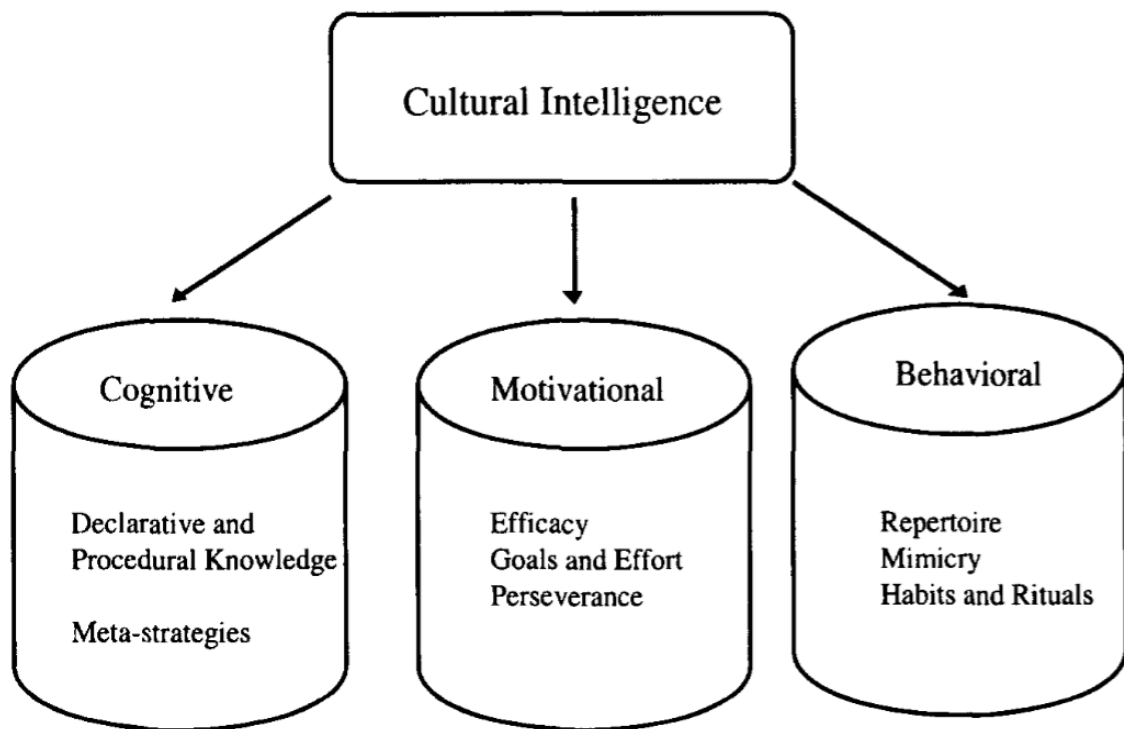 Cultural Intelligence
Cognitive
Declarative and
Procedural Knowledge
Meta-strategies
Motivational
Efficacy
Goals and Effort
Perseverance
Behavioral
Repertoire
Mimicry
Habits and Rituals